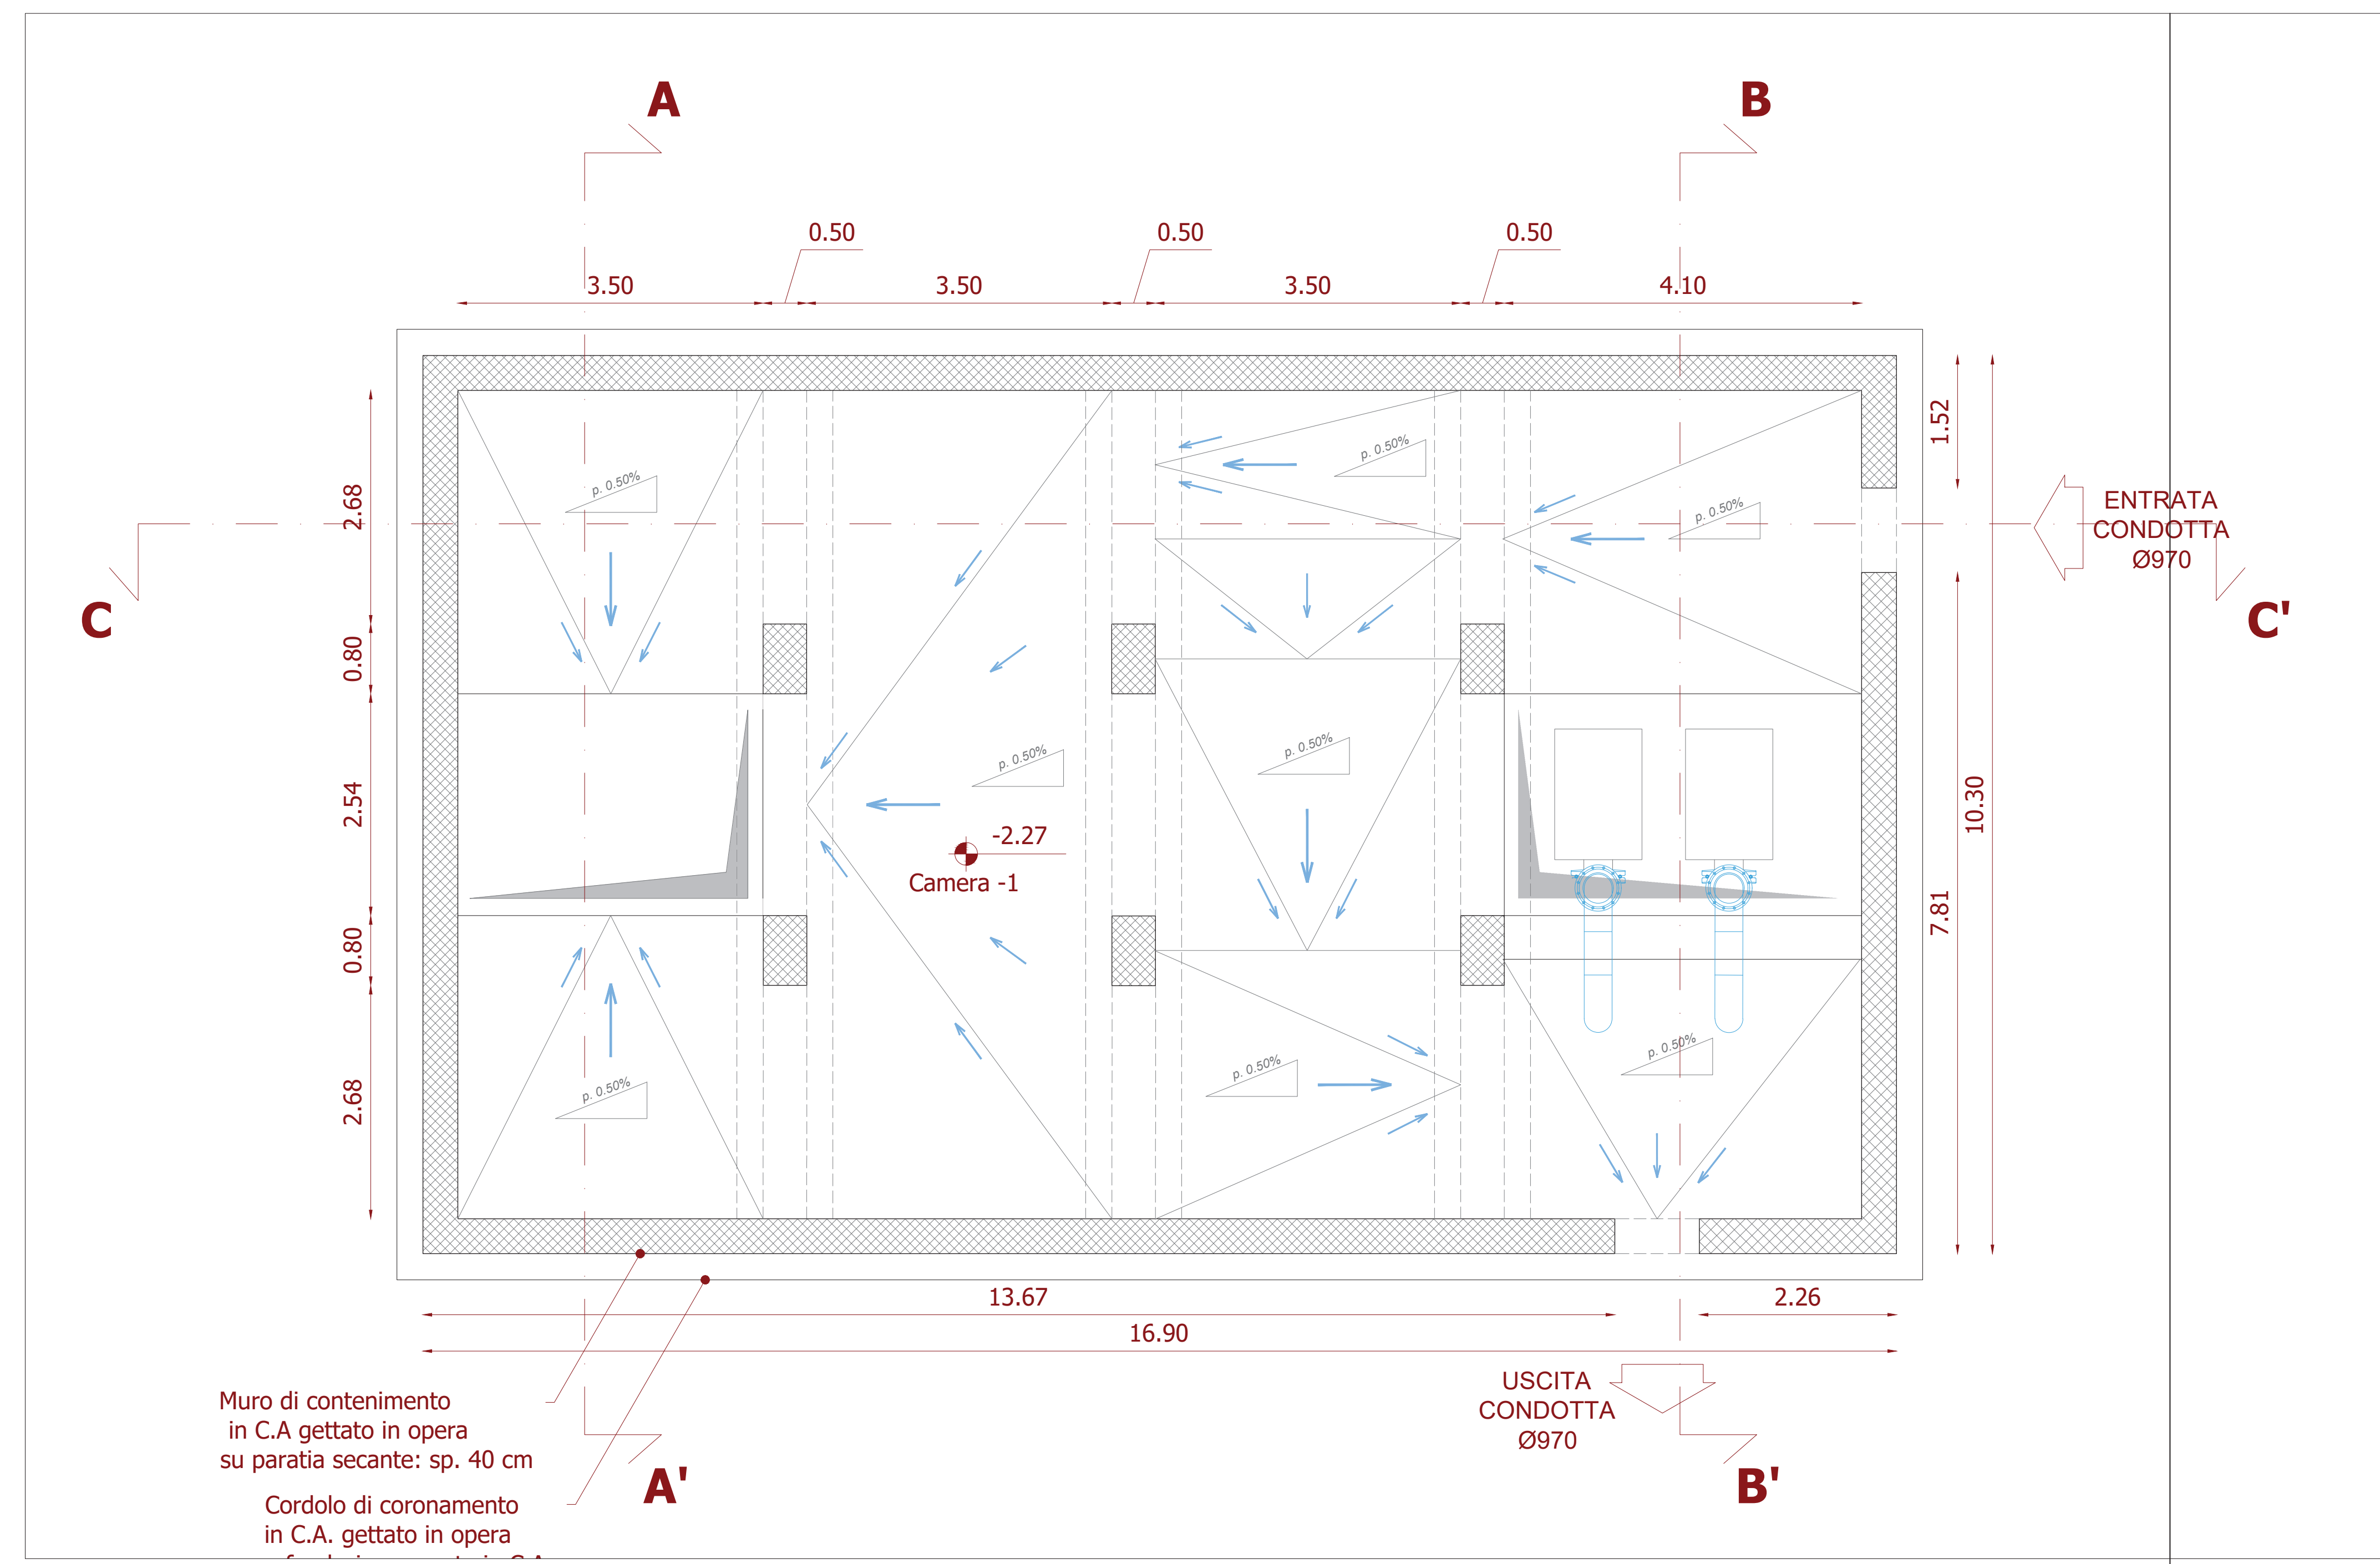 A
B
0.50
0.50
0.50
3.50
3.50
3.50
4.10
p. 0.50%
p. 0.50%
p. 0.50%
1.52
2.68
ENTRATA
CONDOTTA
Ø970
C
C'
0.80
p. 0.50%
p. 0.50%
2.54
10.30
-2.27
Camera -1
7.81
0.80
p. 0.50%
p. 0.50%
p. 0.50%
2.68
13.67
2.26
16.90
Muro di contenimento
in C.A gettato in opera
su paratia secante: sp. 40 cm
USCITA
CONDOTTA
Ø970
A'
B'
Cordolo di coronamento
in C.A. gettato in opera